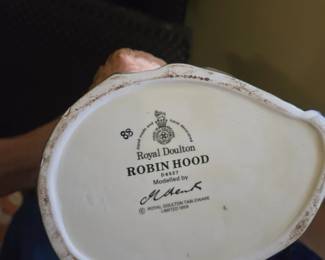 Royal Doulton
ROBIN HOOD
D6527
Modelled by
© ROYAL DOULTON TABLEWARE
LIMITED 1959